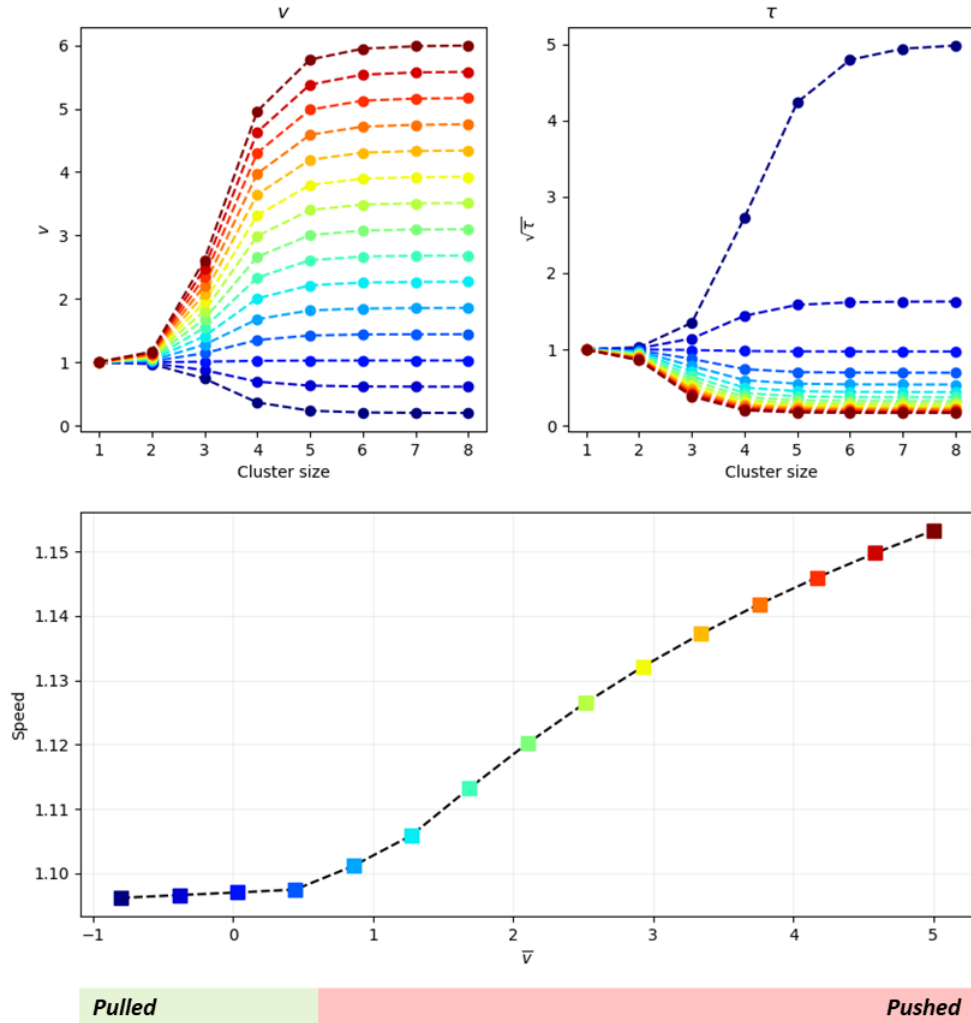 v
τ
6
5
4
3
2
1
0
v
1 2 3 4 5 6 7 8
Cluster size
5
4
3
2
1
0
√τ
1 2 3 4 5 6 7 8
Cluster size
1.15
1.14
1.13
1.12
1.11
1.10
Speed
−1 0 1 2 3 4 5
v̅
Pulled
Pushed